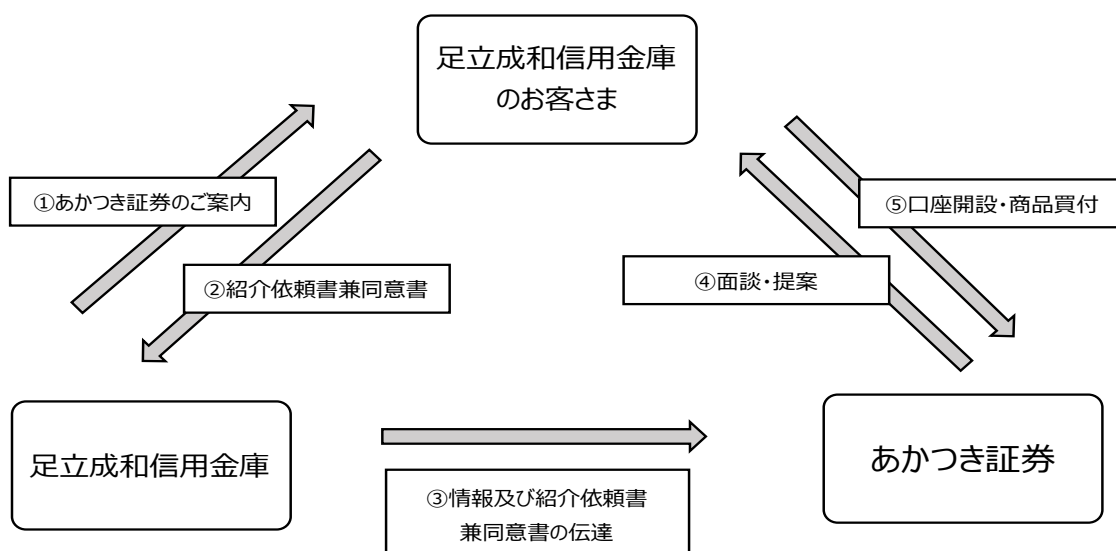 足立成和信用金庫
のお客さま
①あかつき証券のご案内
②紹介依頼書兼同意書
④面談・提案
⑤口座開設・商品買付
足立成和信用金庫
あかつき証券
③情報及び紹介依頼書
兼同意書の伝達